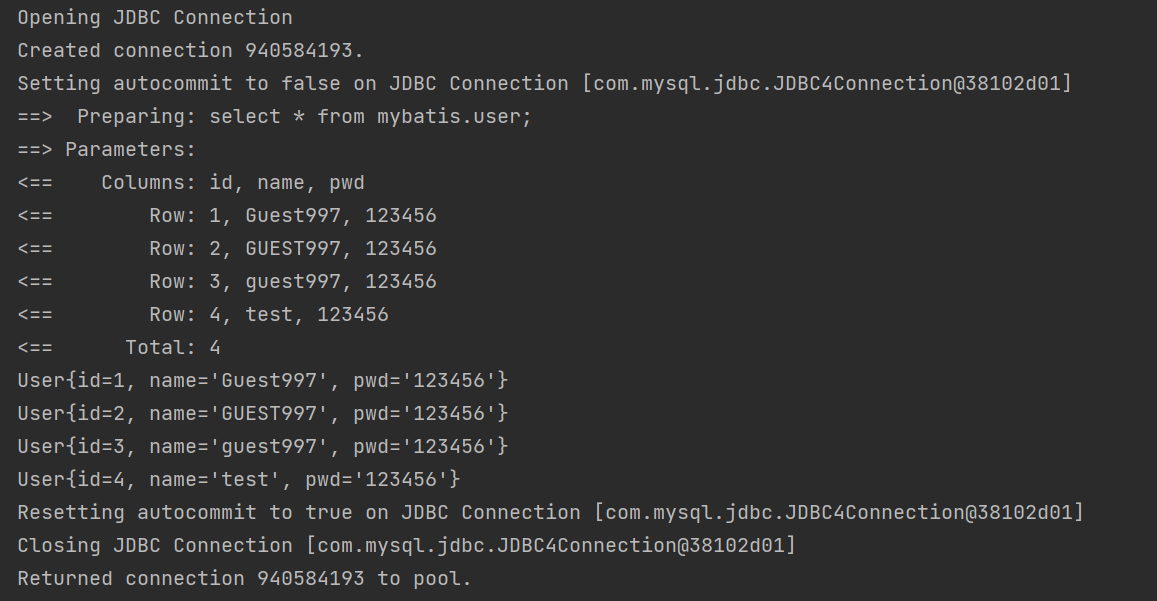 Opening JDBC Connection
Created connection 940584193.
Setting autocommit to false on JDBC Connection [com.mysql.jdbc.JDBC4Connection@38102d01]
==>  Preparing: select * from mybatis.user;
==> Parameters:
<==    Columns: id, name, pwd
<==        Row: 1, Guest997, 123456
<==        Row: 2, GUEST997, 123456
<==        Row: 3, guest997, 123456
<==        Row: 4, test, 123456
<==      Total: 4
User{id=1, name='Guest997', pwd='123456'}
User{id=2, name='GUEST997', pwd='123456'}
User{id=3, name='guest997', pwd='123456'}
User{id=4, name='test', pwd='123456'}
Resetting autocommit to true on JDBC Connection [com.mysql.jdbc.JDBC4Connection@38102d01]
Closing JDBC Connection [com.mysql.jdbc.JDBC4Connection@38102d01]
Returned connection 940584193 to pool.